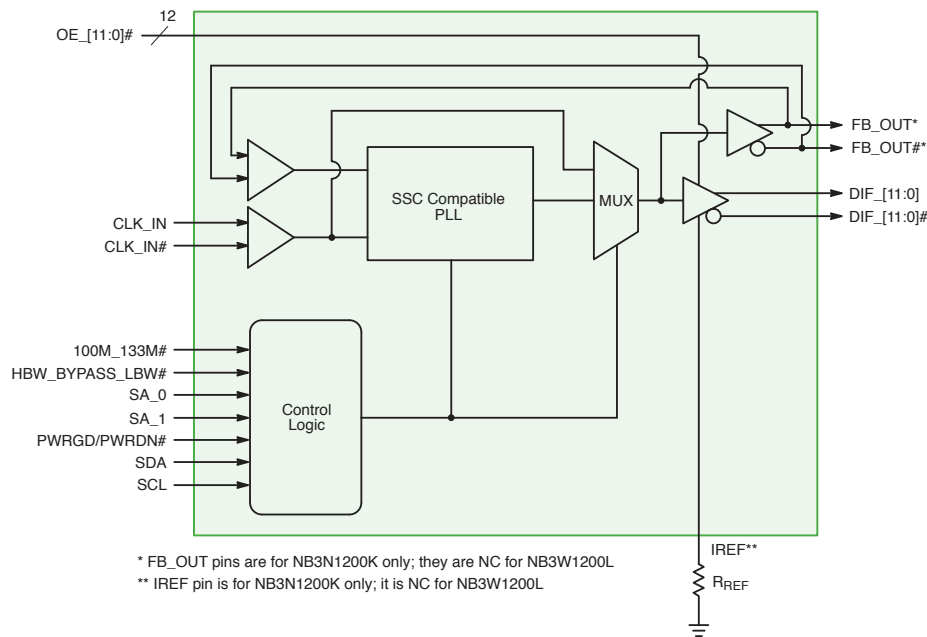 12
OE_[11:0]#
FB_OUT*
FB_OUT#*
SSC Compatible
PLL
MUX
DIF_[11:0]
DIF_[11:0]#
CLK_IN
CLK_IN#
100M_133M#
HBW_BYPASS_LBW#
SA_0
SA_1
PWRGD/PWRDN#
SDA
SCL
Control
Logic
IREF**
RREF
* FB_OUT pins are for NB3N1200K only; they are NC for NB3W1200L
** IREF pin is for NB3N1200K only; it is NC for NB3W1200L